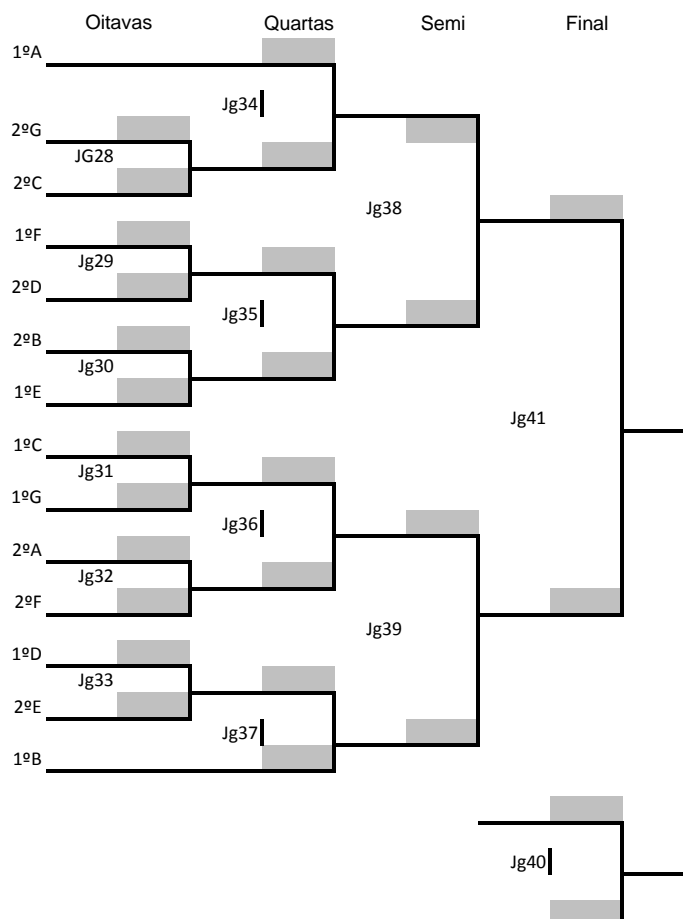 Oitavas Quartas Semi Final
1ºA
Jg34
2ºG
JG28
2ºC
Jg38
1ºF
Jg29
2ºD
Jg35
2ºB
Jg30
1ºE
Jg41
1ºC
Jg31
1ºG
Jg36
2ºA
Jg32
2ºF
Jg39
1ºD
Jg33
2ºE
Jg37
1ºB
Jg40